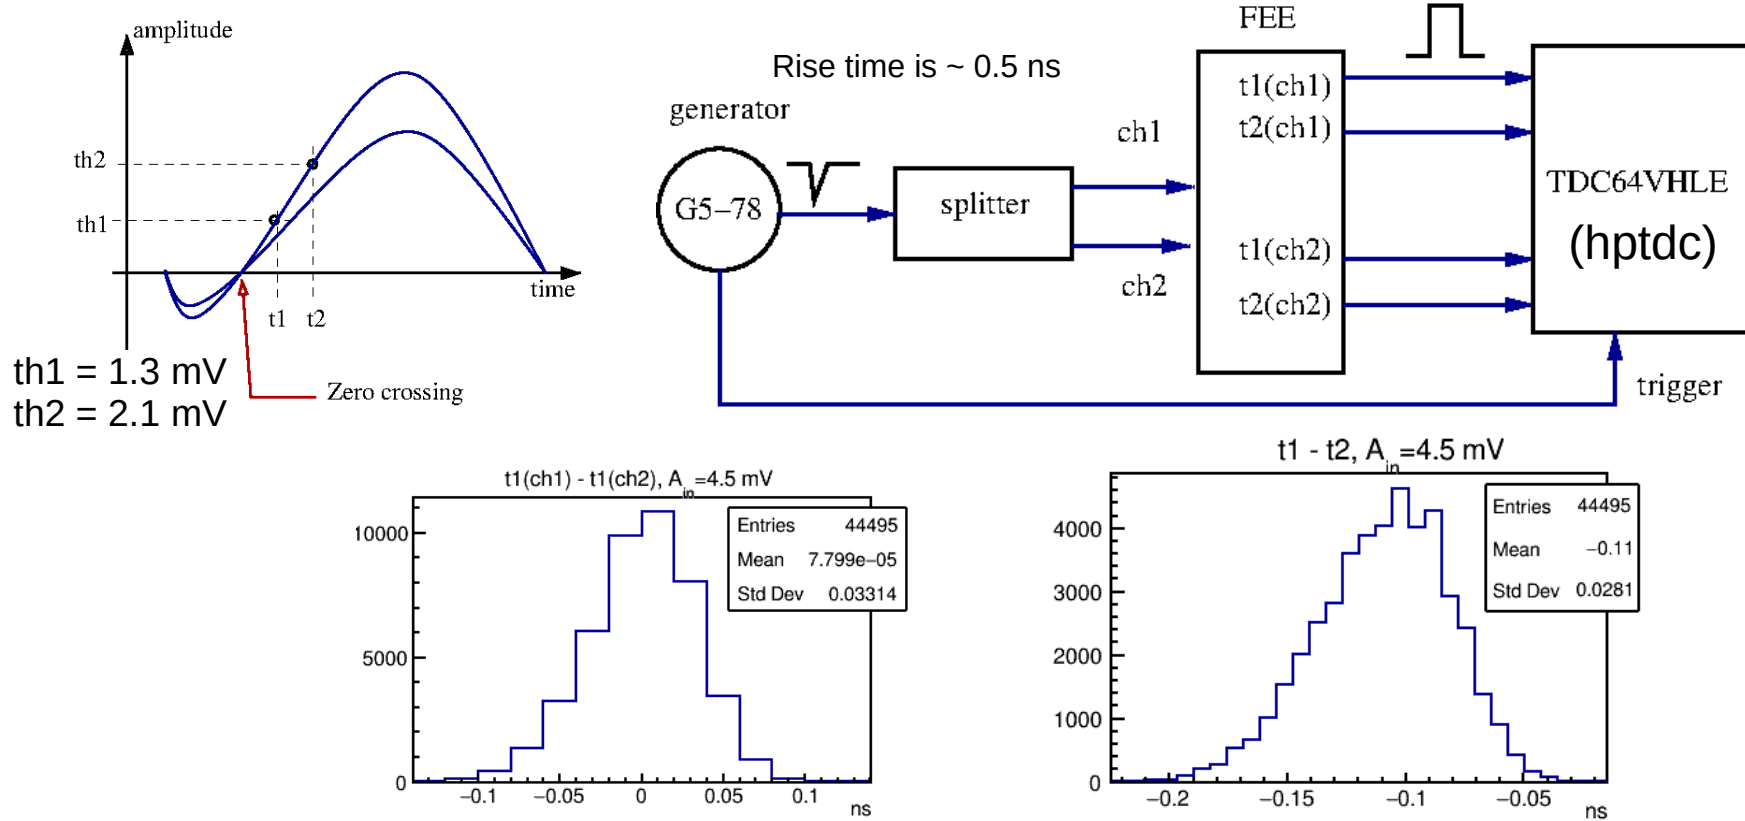 amplitude
th2
th1
t1
t2
time
Zero crossing
th1 = 1.3 mV
th2 = 2.1 mV
Rise time is ~ 0.5 ns
generator
G5–78
splitter
ch1
ch2
FEE
t1(ch1)
t2(ch1)
t1(ch2)
t2(ch2)
TDC64VHLE
(hptdc)
trigger
t1(ch1) - t1(ch2), A_in=4.5 mV
Entries 44495
Mean 7.799e−05
Std Dev 0.03314
10000
5000
0
−0.1 −0.05 0 0.05 0.1
ns
t1 - t2, A_in=4.5 mV
Entries 44495
Mean −0.11
Std Dev 0.0281
4000
3000
2000
1000
0
−0.2 −0.15 −0.1 −0.05
ns